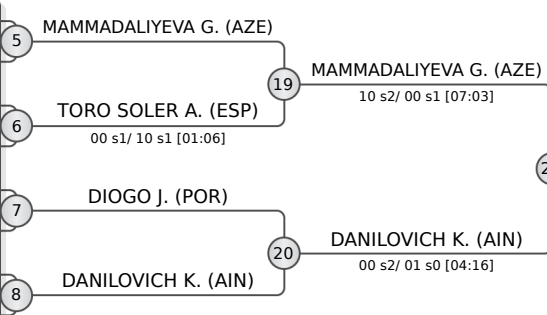 5
MAMMADALIYEVA G. (AZE)
19
MAMMADALIYEVA G. (AZE)
10 s2/ 00 s1 [07:03]
6
TORO SOLER A. (ESP)
00 s1/ 10 s1 [01:06]
7
DIOGO J. (POR)
20
DANILOVICH K. (AIN)
00 s2/ 01 s0 [04:16]
8
DANILOVICH K. (AIN)